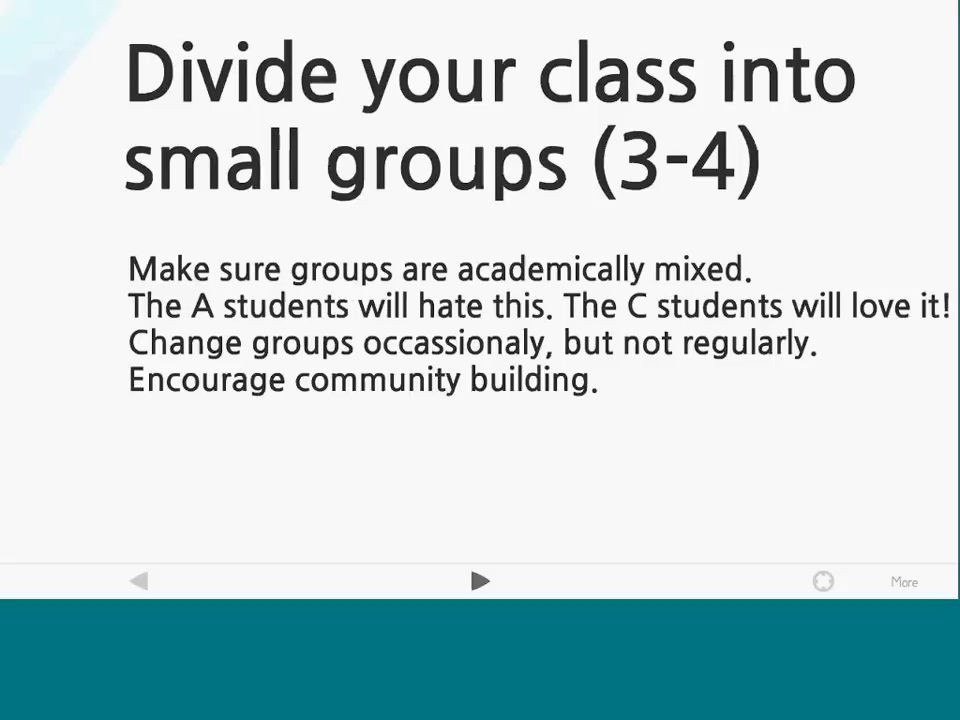 Divide your class into
small groups (3-4)
Make sure groups are academically mixed.
The A students will hate this. The C students will love it!
Change groups occassionaly, but not regularly.
Encourage community building.
More